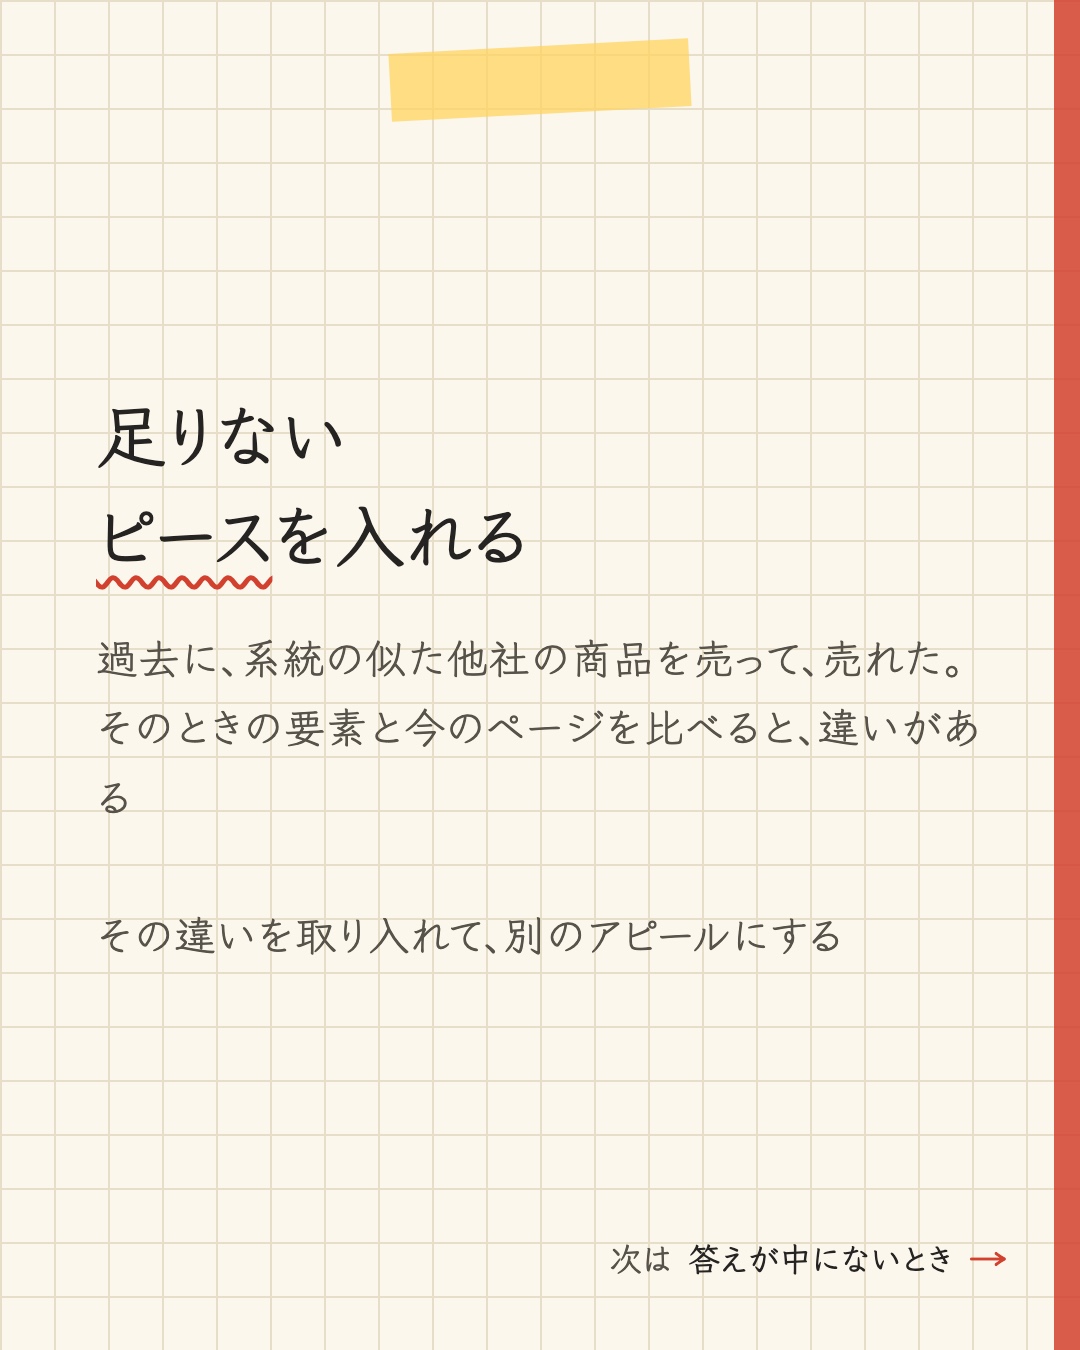 足りない
ピースを入れる
過去に、系統の似た他社の商品を売って、売れた。
そのときの要素と今のページを比べると、違いがあ
る
その違いを取り入れて、別のアピールにする
次は 答えが中にないとき →